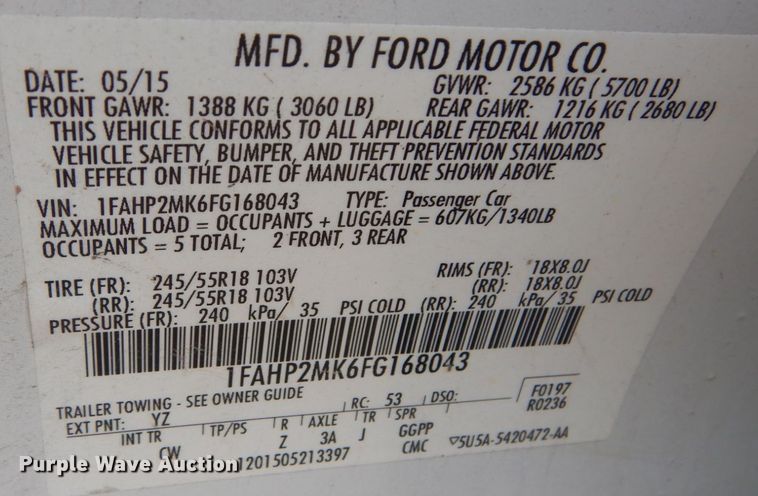 MFD. BY FORD MOTOR CO.
DATE: 05/15 GVWR: 2586 KG ( 5700 LB)
FRONT GAWR: 1388 KG ( 3060 LB) REAR GAWR: 1216 KG ( 2680 LB)
THIS VEHICLE CONFORMS TO ALL APPLICABLE FEDERAL MOTOR
VEHICLE SAFETY, BUMPER, AND THEFT PREVENTION STANDARDS
IN EFFECT ON THE DATE OF MANUFACTURE SHOWN ABOVE.
VIN: 1FAHP2MK6FG168043 TYPE: Passenger Car
MAXIMUM LOAD = OCCUPANTS + LUGGAGE = 607KG/1340LB
OCCUPANTS = 5 TOTAL; 2 FRONT, 3 REAR
TIRE (FR): 245/55R18 103V RIMS (FR): 18X8.0J
(RR): 245/55R18 103V (RR): 18X8.0J
PRESSURE (FR): 240 kPa/ 35 PSI COLD (RR): 240 kPa/ 35 PSI COLD
1FAHP2MK6FG168043
TRAILER TOWING - SEE OWNER GUIDE F0197
EXT PNT: YZ RC: 53 DSO: R0236
INT TR TP/PS R AXLE TR SPR
CW Z 3A J GGPP
1201505213397 CMC 5U5A-5420472-AA
Purple Wave Auction